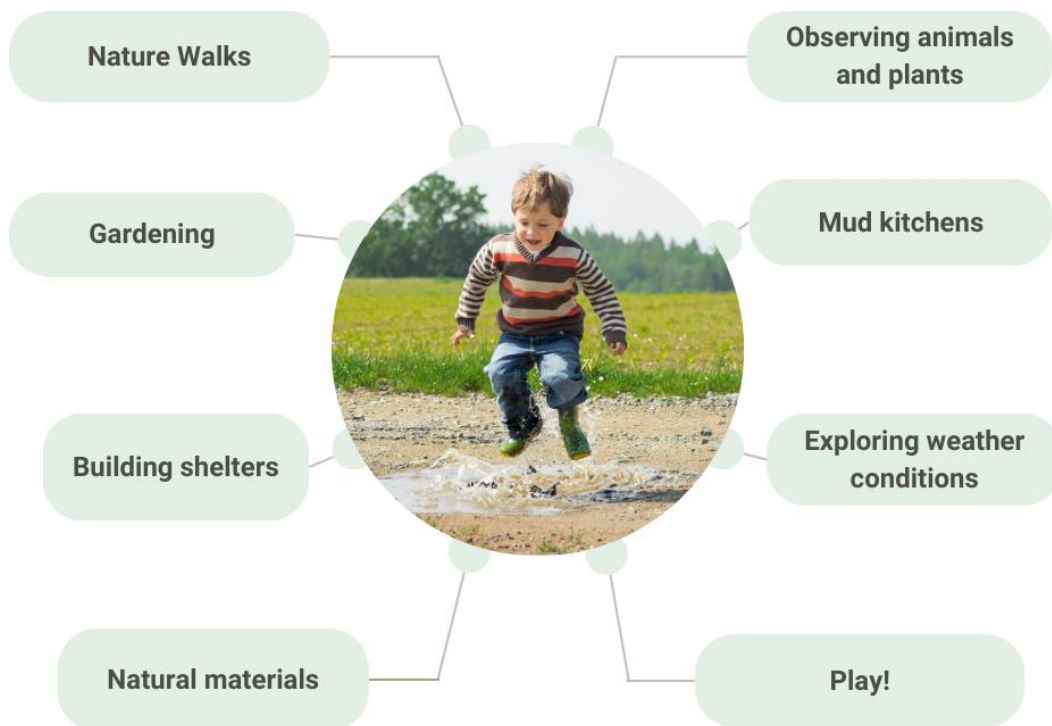 Nature Walks
Observing animals
and plants
Gardening
Mud kitchens
Building shelters
Exploring weather
conditions
Natural materials
Play!